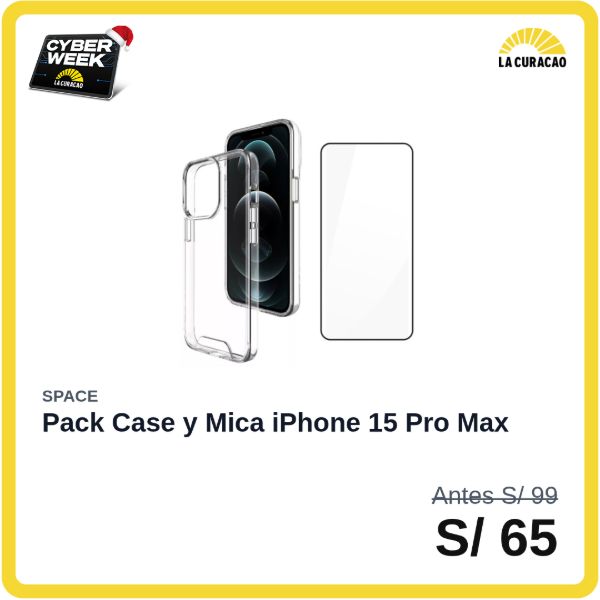 CYBER
WEEK
LA CURACAO
LA CURACAO
SPACE
Pack Case y Mica iPhone 15 Pro Max
Antes S/ 99
S/ 65